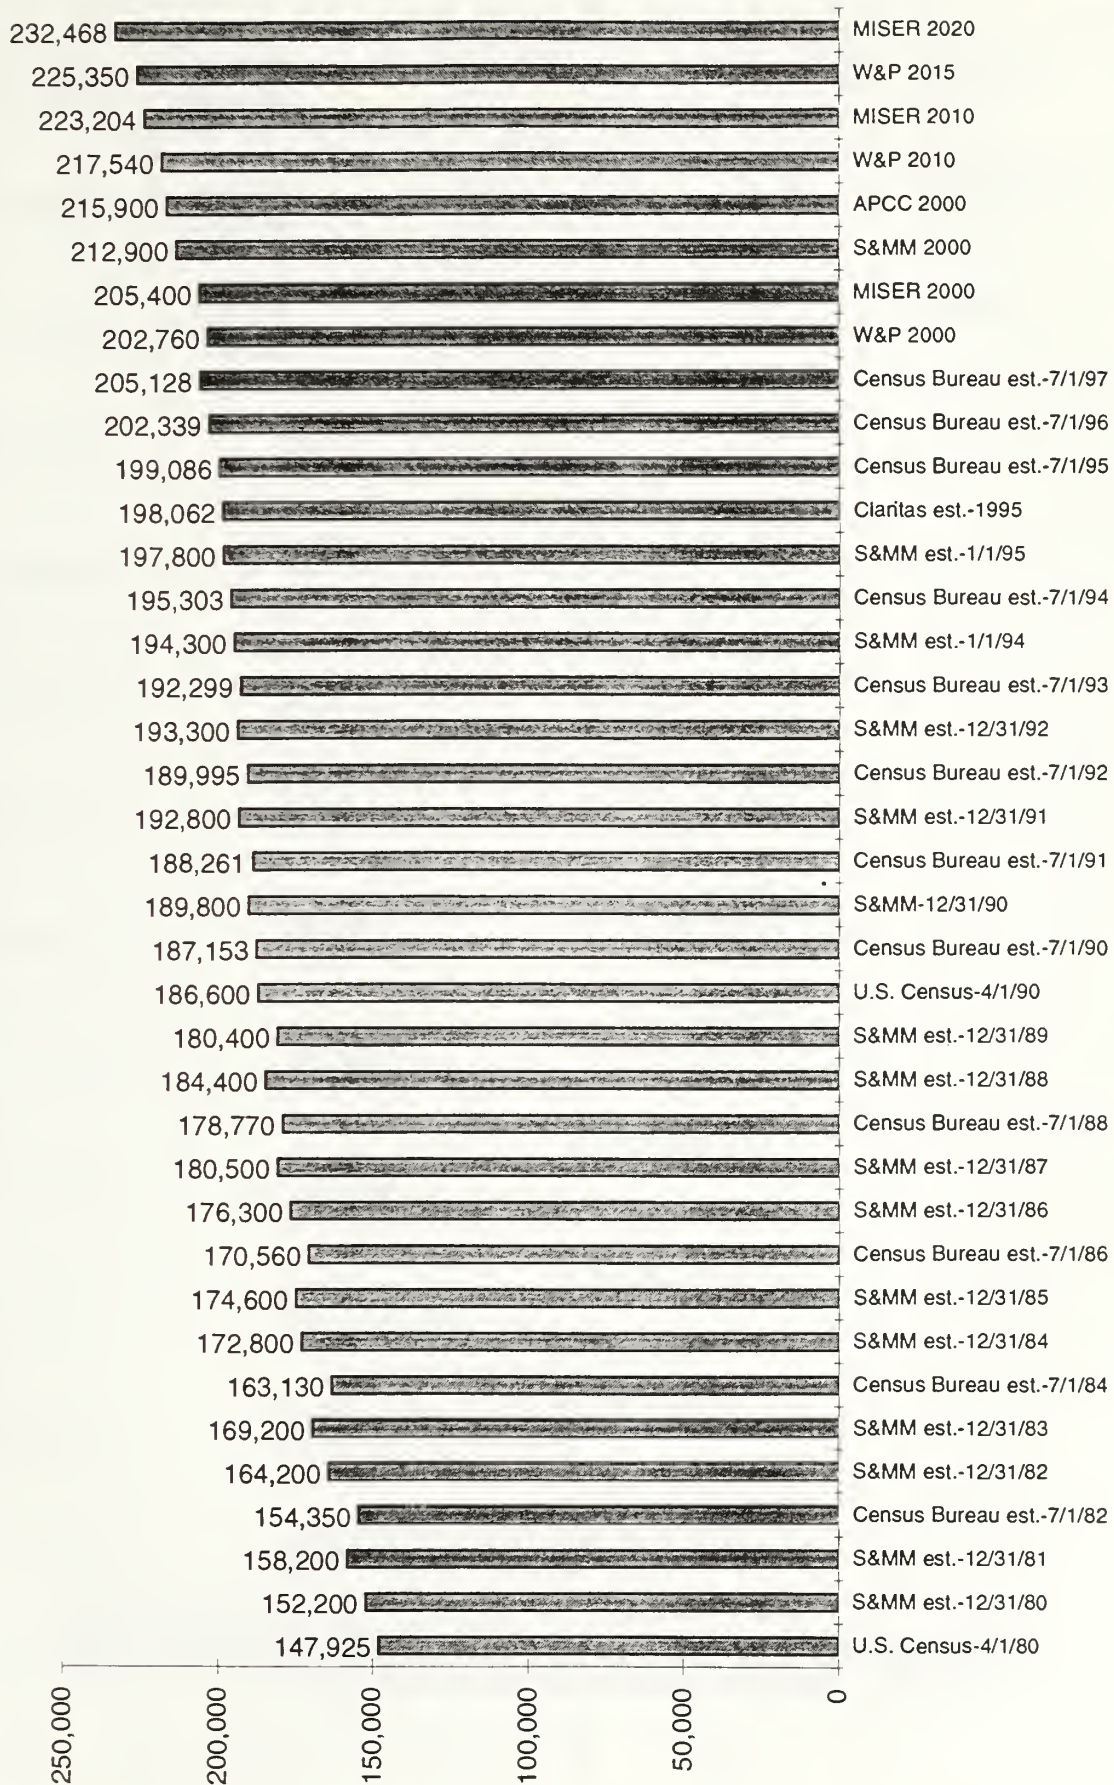 232,468 MISER 2020
225,350 W&P 2015
223,204 MISER 2010
217,540 W&P 2010
215,900 APCC 2000
212,900 S&MM 2000
205,400 MISER 2000
202,760 W&P 2000
205,128 Census Bureau est.-7/1/97
202,339 Census Bureau est.-7/1/96
199,086 Census Bureau est.-7/1/95
198,062 Claritas est.-1995
197,800 S&MM est.-1/1/95
195,303 Census Bureau est.-7/1/94
194,300 S&MM est.-1/1/94
192,299 Census Bureau est.-7/1/93
193,300 S&MM est.-12/31/92
189,995 Census Bureau est.-7/1/92
192,800 S&MM est.-12/31/91
188,261 Census Bureau est.-7/1/91
189,800 S&MM-12/31/90
187,153 Census Bureau est.-7/1/90
186,600 U.S. Census-4/1/90
180,400 S&MM est.-12/31/89
184,400 S&MM est.-12/31/88
178,770 Census Bureau est.-7/1/88
180,500 S&MM est.-12/31/87
176,300 S&MM est.-12/31/86
170,560 Census Bureau est.-7/1/86
174,600 S&MM est.-12/31/85
172,800 S&MM est.-12/31/84
163,130 Census Bureau est.-7/1/84
169,200 S&MM est.-12/31/83
164,200 S&MM est.-12/31/82
154,350 Census Bureau est.-7/1/82
158,200 S&MM est.-12/31/81
152,200 S&MM est.-12/31/80
147,925 U.S. Census-4/1/80
250,000
200,000
150,000
100,000
50,000
0